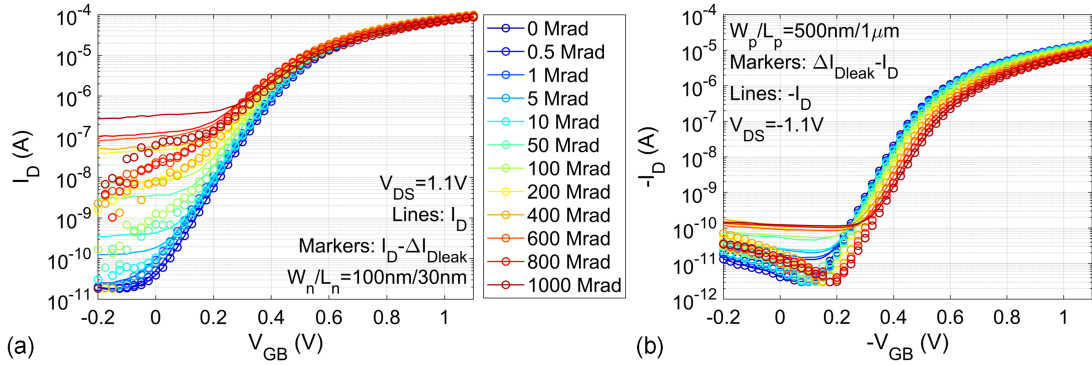 10⁻⁴
10⁻⁵
10⁻⁶
10⁻⁷
10⁻⁸
10⁻⁹
10⁻¹⁰
10⁻¹¹
I_D (A)
V_DS=1.1V
Lines: I_D
Markers: I_D-ΔI_Dleak
W_n/L_n=100nm/30nm
-0.2 0 0.2 0.4 0.6 0.8 1
V_GB (V)
(a)
0 Mrad
0.5 Mrad
1 Mrad
5 Mrad
10 Mrad
50 Mrad
100 Mrad
200 Mrad
400 Mrad
600 Mrad
800 Mrad
1000 Mrad
10⁻⁴
10⁻⁵
10⁻⁶
10⁻⁷
10⁻⁸
10⁻⁹
10⁻¹⁰
10⁻¹¹
10⁻¹²
-I_D (A)
W_p/L_p=500nm/1μm
Markers: ΔI_Dleak-I_D
Lines: -I_D
V_DS=-1.1V
-0.2 0 0.2 0.4 0.6 0.8 1
-V_GB (V)
(b)